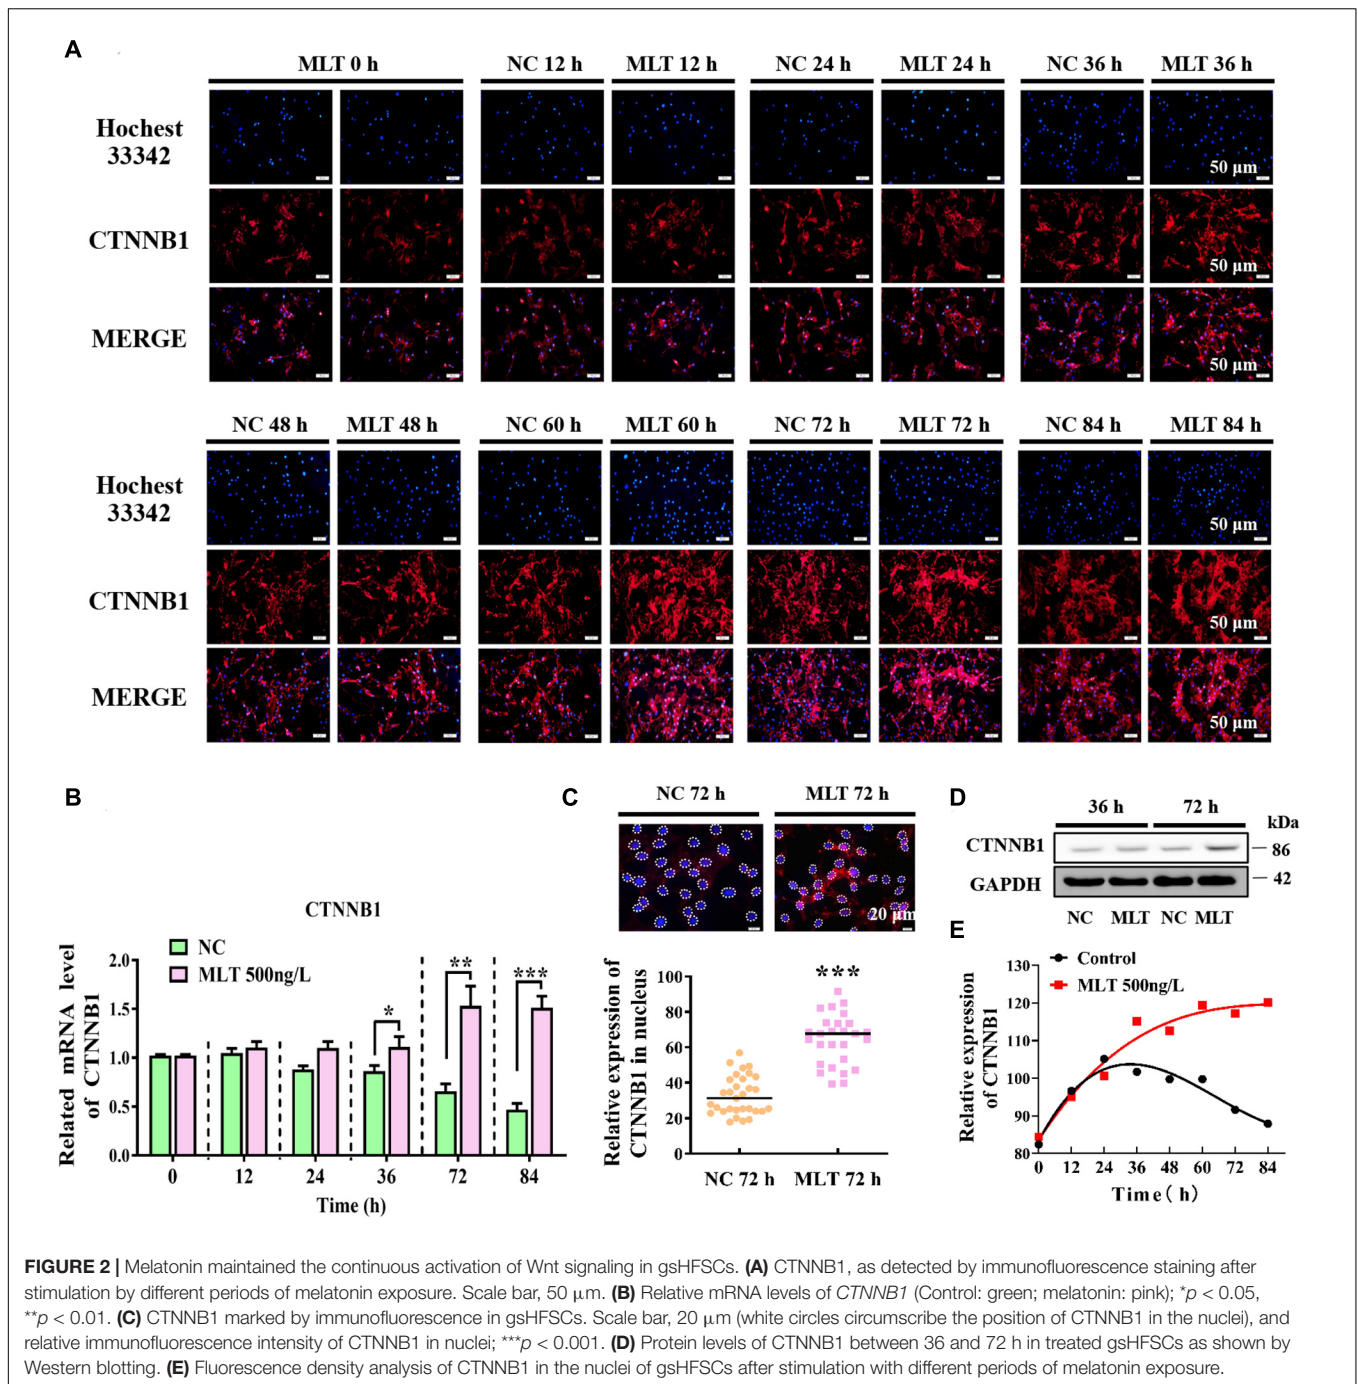 A
MLT 0 h NC 12 h MLT 12 h NC 24 h MLT 24 h NC 36 h MLT 36 h
Hochest
33342
50 μm
CTNNB1
50 μm
MERGE
50 μm
NC 48 h MLT 48 h NC 60 h MLT 60 h NC 72 h MLT 72 h NC 84 h MLT 84 h
Hochest
33342
50 μm
CTNNB1
50 μm
MERGE
50 μm
B
CTNNB1
NC
MLT 500ng/L
Related mRNA level
of CTNNB1
2.0
1.5
1.0
0.5
0.0
* ** ***
0 12 24 36 72 84
Time (h)
C
NC 72 h MLT 72 h
20 μm
Relative expression of
CTNNB1 in nucleus
100
80
60
40
20
0
***
NC 72 h MLT 72 h
D
36 h 72 h
kDa
CTNNB1 86
GAPDH 42
NC MLT NC MLT
E
Control
MLT 500ng/L
Relative expression
of CTNNB1
130
120
110
100
90
80
0 12 24 36 48 60 72 84
Time( h)
FIGURE 2 | Melatonin maintained the continuous activation of Wnt signaling in gsHFSCs. (A) CTNNB1, as detected by immunofluorescence staining after
stimulation by different periods of melatonin exposure. Scale bar, 50 μm. (B) Relative mRNA levels of CTNNB1 (Control: green; melatonin: pink); *p < 0.05,
**p < 0.01. (C) CTNNB1 marked by immunofluorescence in gsHFSCs. Scale bar, 20 μm (white circles circumscribe the position of CTNNB1 in the nuclei), and
relative immunofluorescence intensity of CTNNB1 in nuclei; ***p < 0.001. (D) Protein levels of CTNNB1 between 36 and 72 h in treated gsHFSCs as shown by
Western blotting. (E) Fluorescence density analysis of CTNNB1 in the nuclei of gsHFSCs after stimulation with different periods of melatonin exposure.